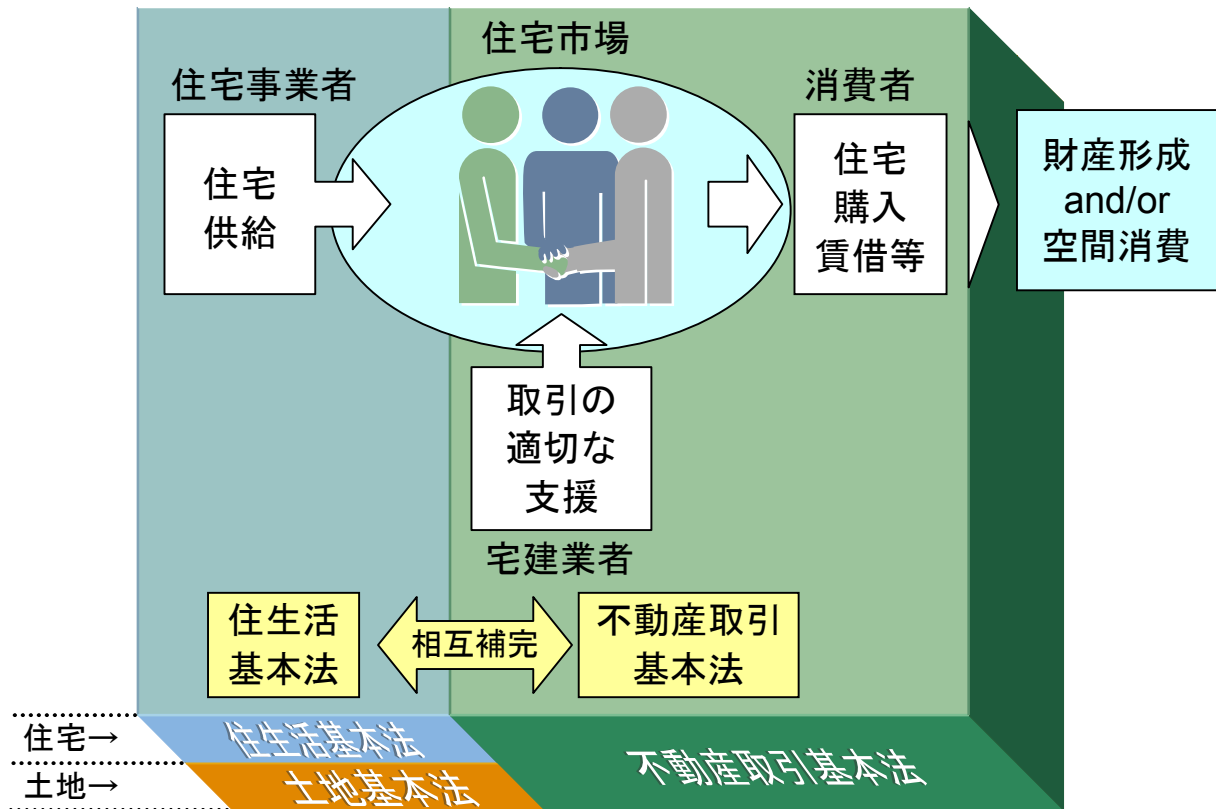 住宅市場
住宅事業者
消費者
住宅
供給
住宅
購入
賃借等
財産形成
and/or
空間消費
取引の
適切な
支援
宅建業者
住生活
基本法
相互補完
不動産取引
基本法
住宅→
住生活基本法
不動産取引基本法
土地→
土地基本法